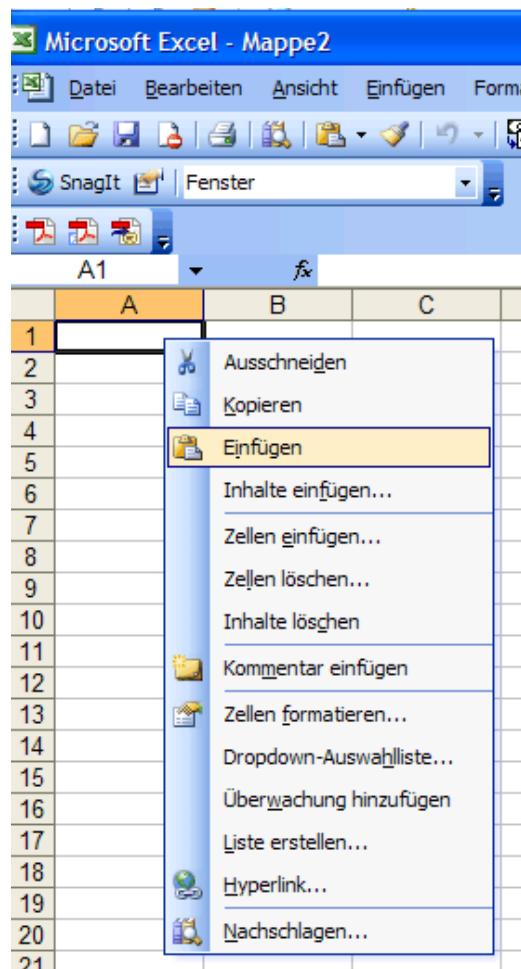 Microsoft Excel - Mappe2
Datei Bearbeiten Ansicht Einfügen Forma
SnagIt Fenster
A1 fx
A B C
1
2
3
4
5
6
7
8
9
10
11
12
13
14
15
16
17
18
19
20
21
Ausschneiden
Kopieren
Einfügen
Inhalte einfügen...
Zellen einfügen...
Zellen löschen...
Inhalte löschen
Kommentar einfügen
Zellen formatieren...
Dropdown-Auswahlliste...
Überwachung hinzufügen
Liste erstellen...
Hyperlink...
Nachschlagen...